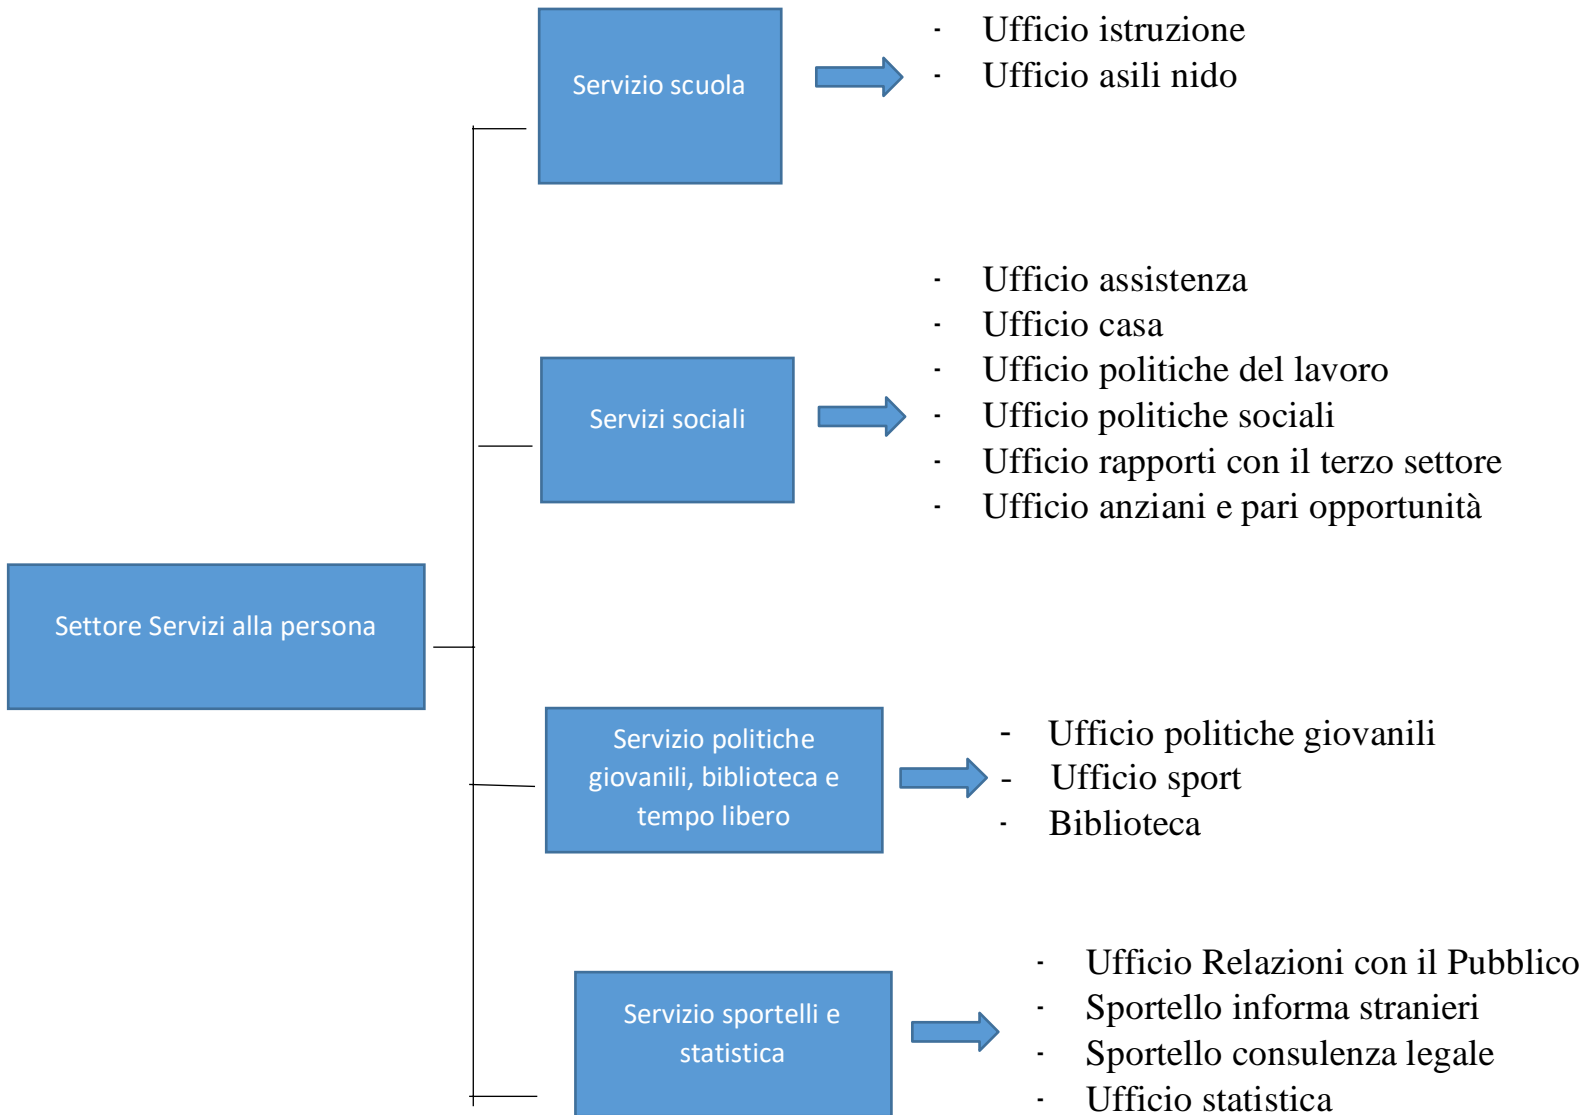 Servizio scuola
- Ufficio istruzione
- Ufficio asili nido
Servizi sociali
- Ufficio assistenza
- Ufficio casa
- Ufficio politiche del lavoro
- Ufficio politiche sociali
- Ufficio rapporti con il terzo settore
- Ufficio anziani e pari opportunità
Settore Servizi alla persona
Servizio politiche
giovanili, biblioteca e
tempo libero
- Ufficio politiche giovanili
- Ufficio sport
- Biblioteca
Servizio sportelli e
statistica
- Ufficio Relazioni con il Pubblico
- Sportello informa stranieri
- Sportello consulenza legale
- Ufficio statistica